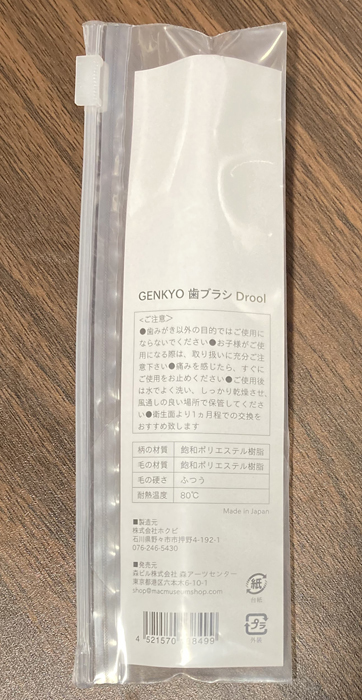 GENKYO 歯ブラシ Drool
<ご注意>
●歯みがき以外の目的ではご使用に
ならないでください●お子様がご使
用になる際は、取り扱いに充分ご注
意下さい●痛みを感じたら、すぐに
ご使用をお止めください●ご使用後
は水でよく洗い、しっかり乾燥させ、
風通しの良い場所で保管してくださ
い●衛生面より1ヵ月程での交換を
おすすめ致します
柄の材質 飽和ポリエステル樹脂
毛の材質 飽和ポリエステル樹脂
毛の硬さ ふつう
耐熱温度 80℃
Made in Japan
■製造元
株式会社ホクビ
石川県野々市市押野4-192-1
076-246-5430
■発売元
森ビル株式会社 森アーツセンター
東京都港区六本木6-10-1
shop@macmuseumshop.com
紙
台紙
プラ
外袋
4 521570 8499